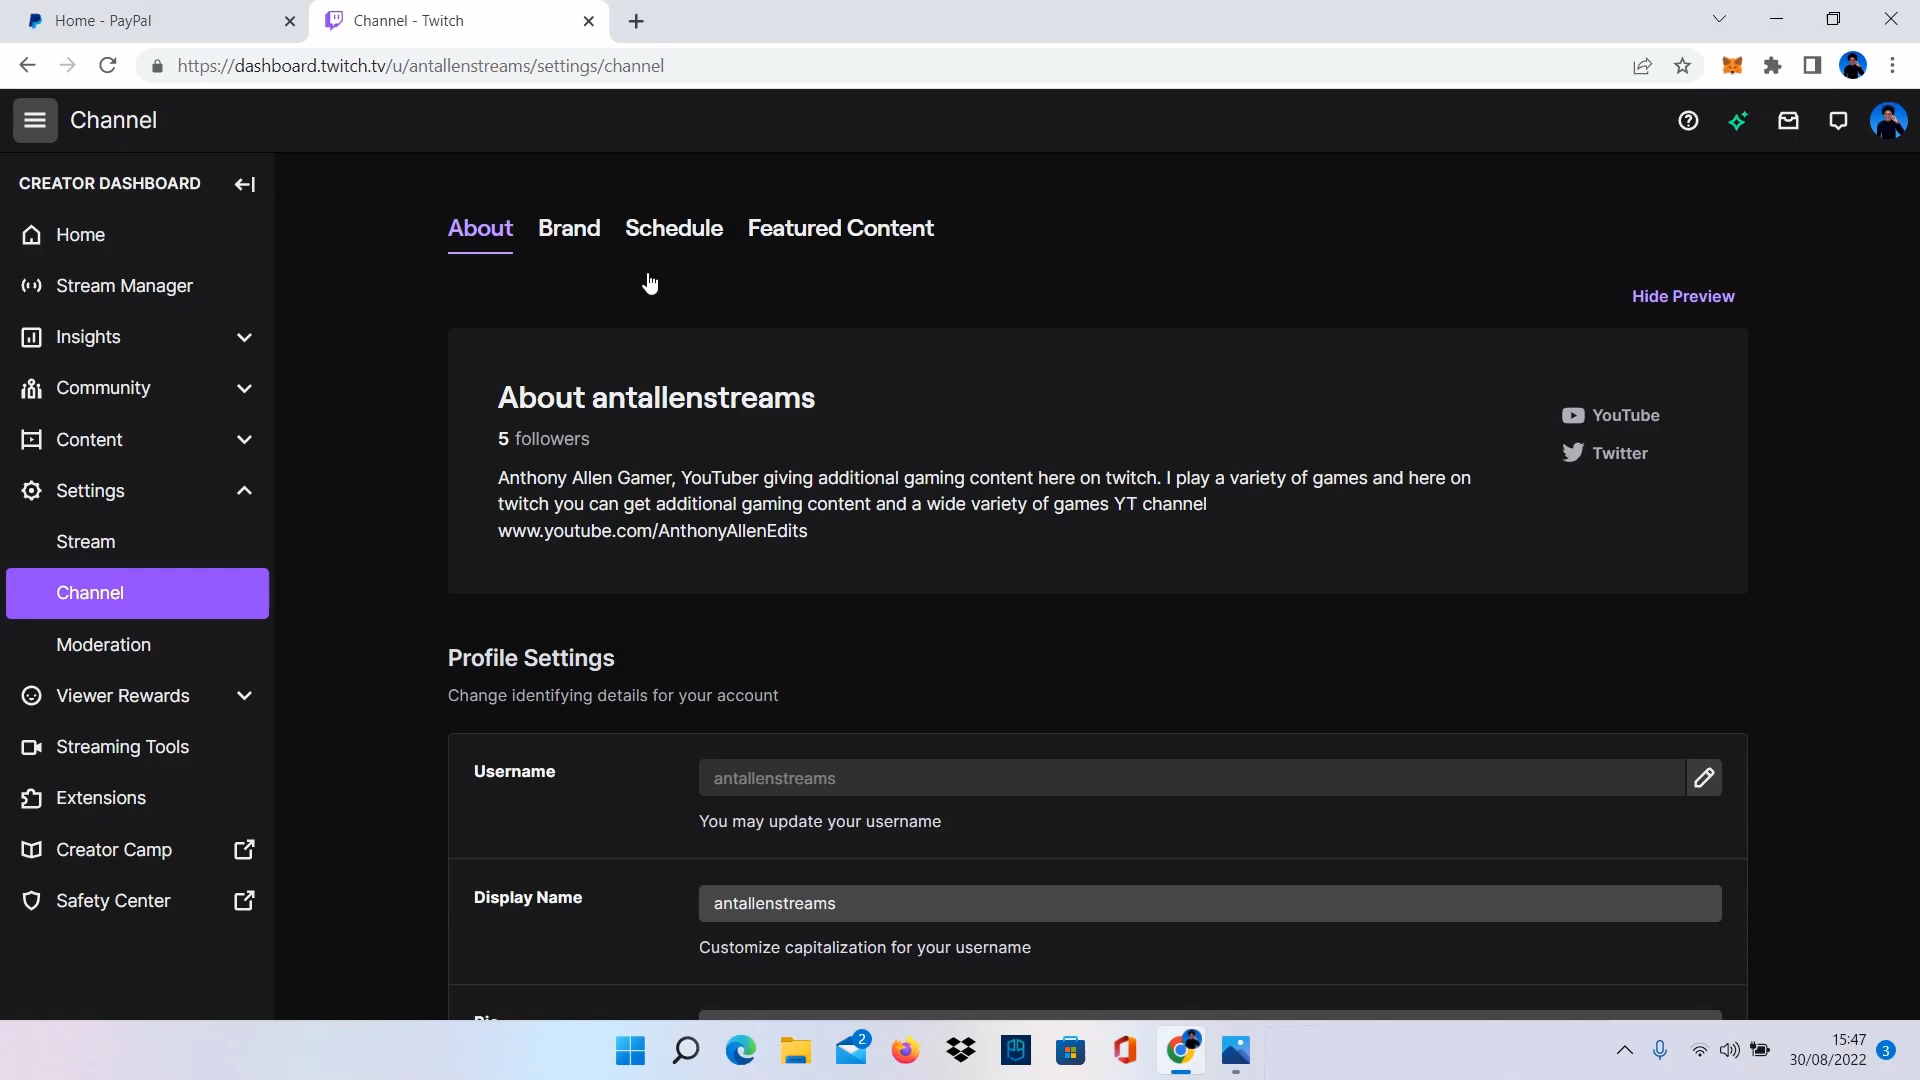 Home - PayPal
Channel - Twitch
https://dashboard.twitch.tv/u/antallenstreams/settings/channel
Channel
CREATOR DASHBOARD
Home
Stream Manager
Insights
Community
Content
Settings
Stream
Channel
Moderation
Viewer Rewards
Streaming Tools
Extensions
Creator Camp
Safety Center
About Brand Schedule Featured Content
Hide Preview
About antallenstreams
5 followers
Anthony Allen Gamer, YouTuber giving additional gaming content here on twitch. I play a variety of games and here on
twitch you can get additional gaming content and a wide variety of games YT channel
www.youtube.com/AnthonyAllenEdits
YouTube
Twitter
Profile Settings
Change identifying details for your account
Username
antallenstreams
You may update your username
Display Name
antallenstreams
Customize capitalization for your username
2
15:47
30/08/2022
3